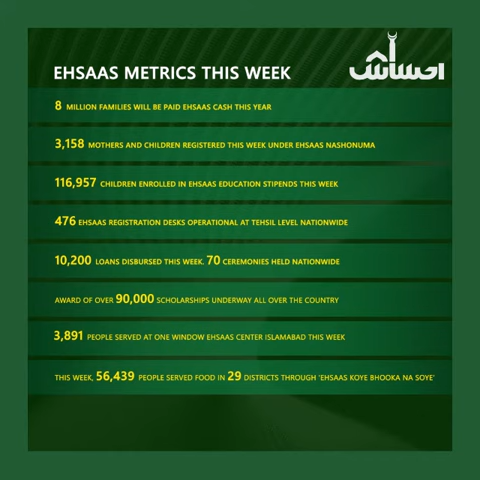 احساس
EHSAAS METRICS THIS WEEK
8 MILLION FAMILIES WILL BE PAID EHSAAS CASH THIS YEAR
3,158 MOTHERS AND CHILDREN REGISTERED THIS WEEK UNDER EHSAAS NASHONUMA
116,957 CHILDREN ENROLLED IN EHSAAS EDUCATION STIPENDS THIS WEEK
476 EHSAAS REGISTRATION DESKS OPERATIONAL AT TEHSIL LEVEL NATIONWIDE
10,200 LOANS DISBURSED THIS WEEK. 70 CEREMONIES HELD NATIONWIDE
AWARD OF OVER 90,000 SCHOLARSHIPS UNDERWAY ALL OVER THE COUNTRY
3,891 PEOPLE SERVED AT ONE WINDOW EHSAAS CENTER ISLAMABAD THIS WEEK
THIS WEEK, 56,439 PEOPLE SERVED FOOD IN 29 DISTRICTS THROUGH 'EHSAAS KOYE BHOOKA NA SOYE'